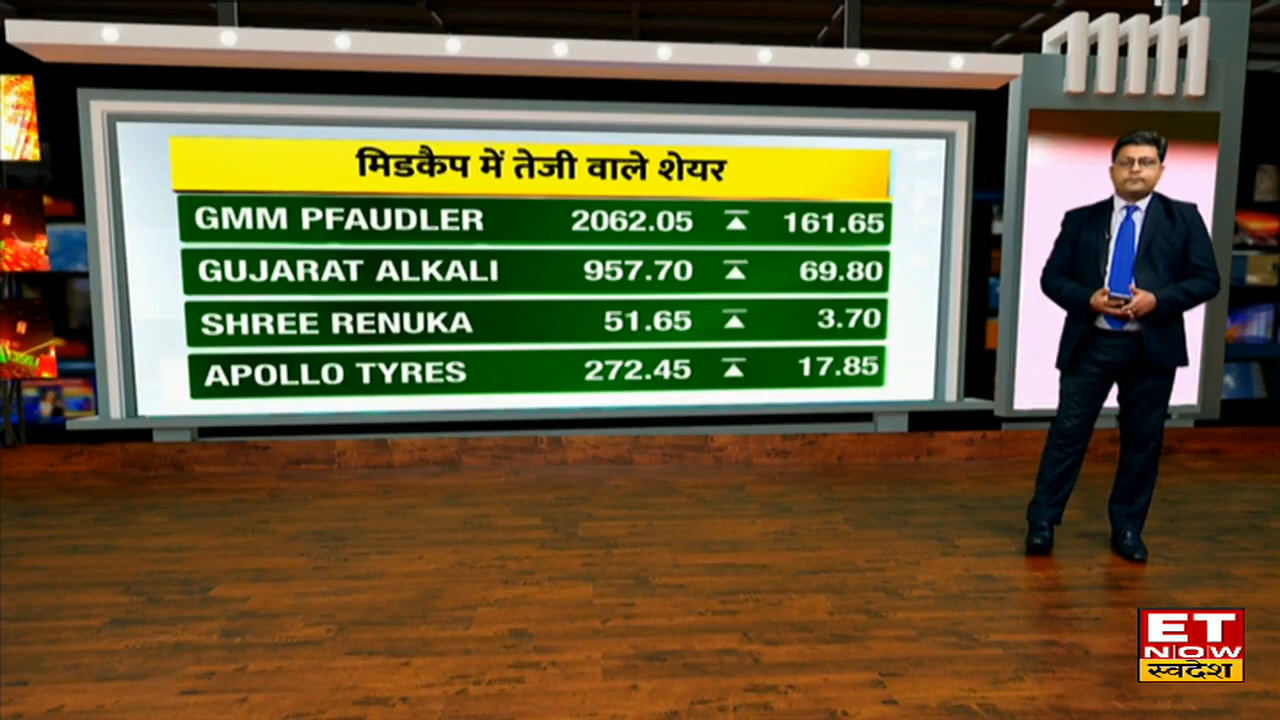 मिडकैप में तेजी वाले शेयर
GMM PFAUDLER 2062.05 161.65
GUJARAT ALKALI 957.70 69.80
SHREE RENUKA 51.65 3.70
APOLLO TYRES 272.45 17.85
ET
NOW
स्वदेश